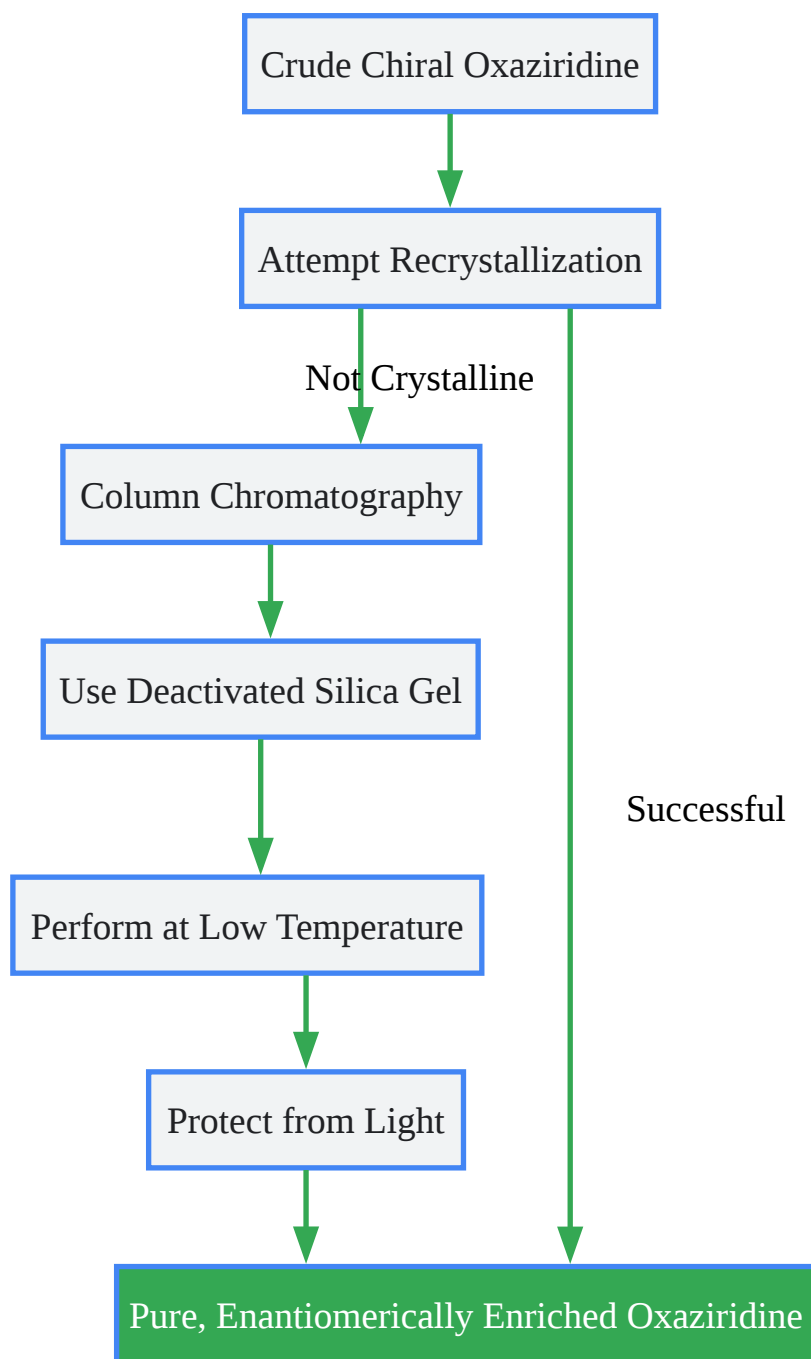 Crude Chiral Oxaziridine
Attempt Recrystallization
Not Crystalline
Column Chromatography
Use Deactivated Silica Gel
Successful
Perform at Low Temperature
Protect from Light
Pure, Enantiomerically Enriched Oxaziridine